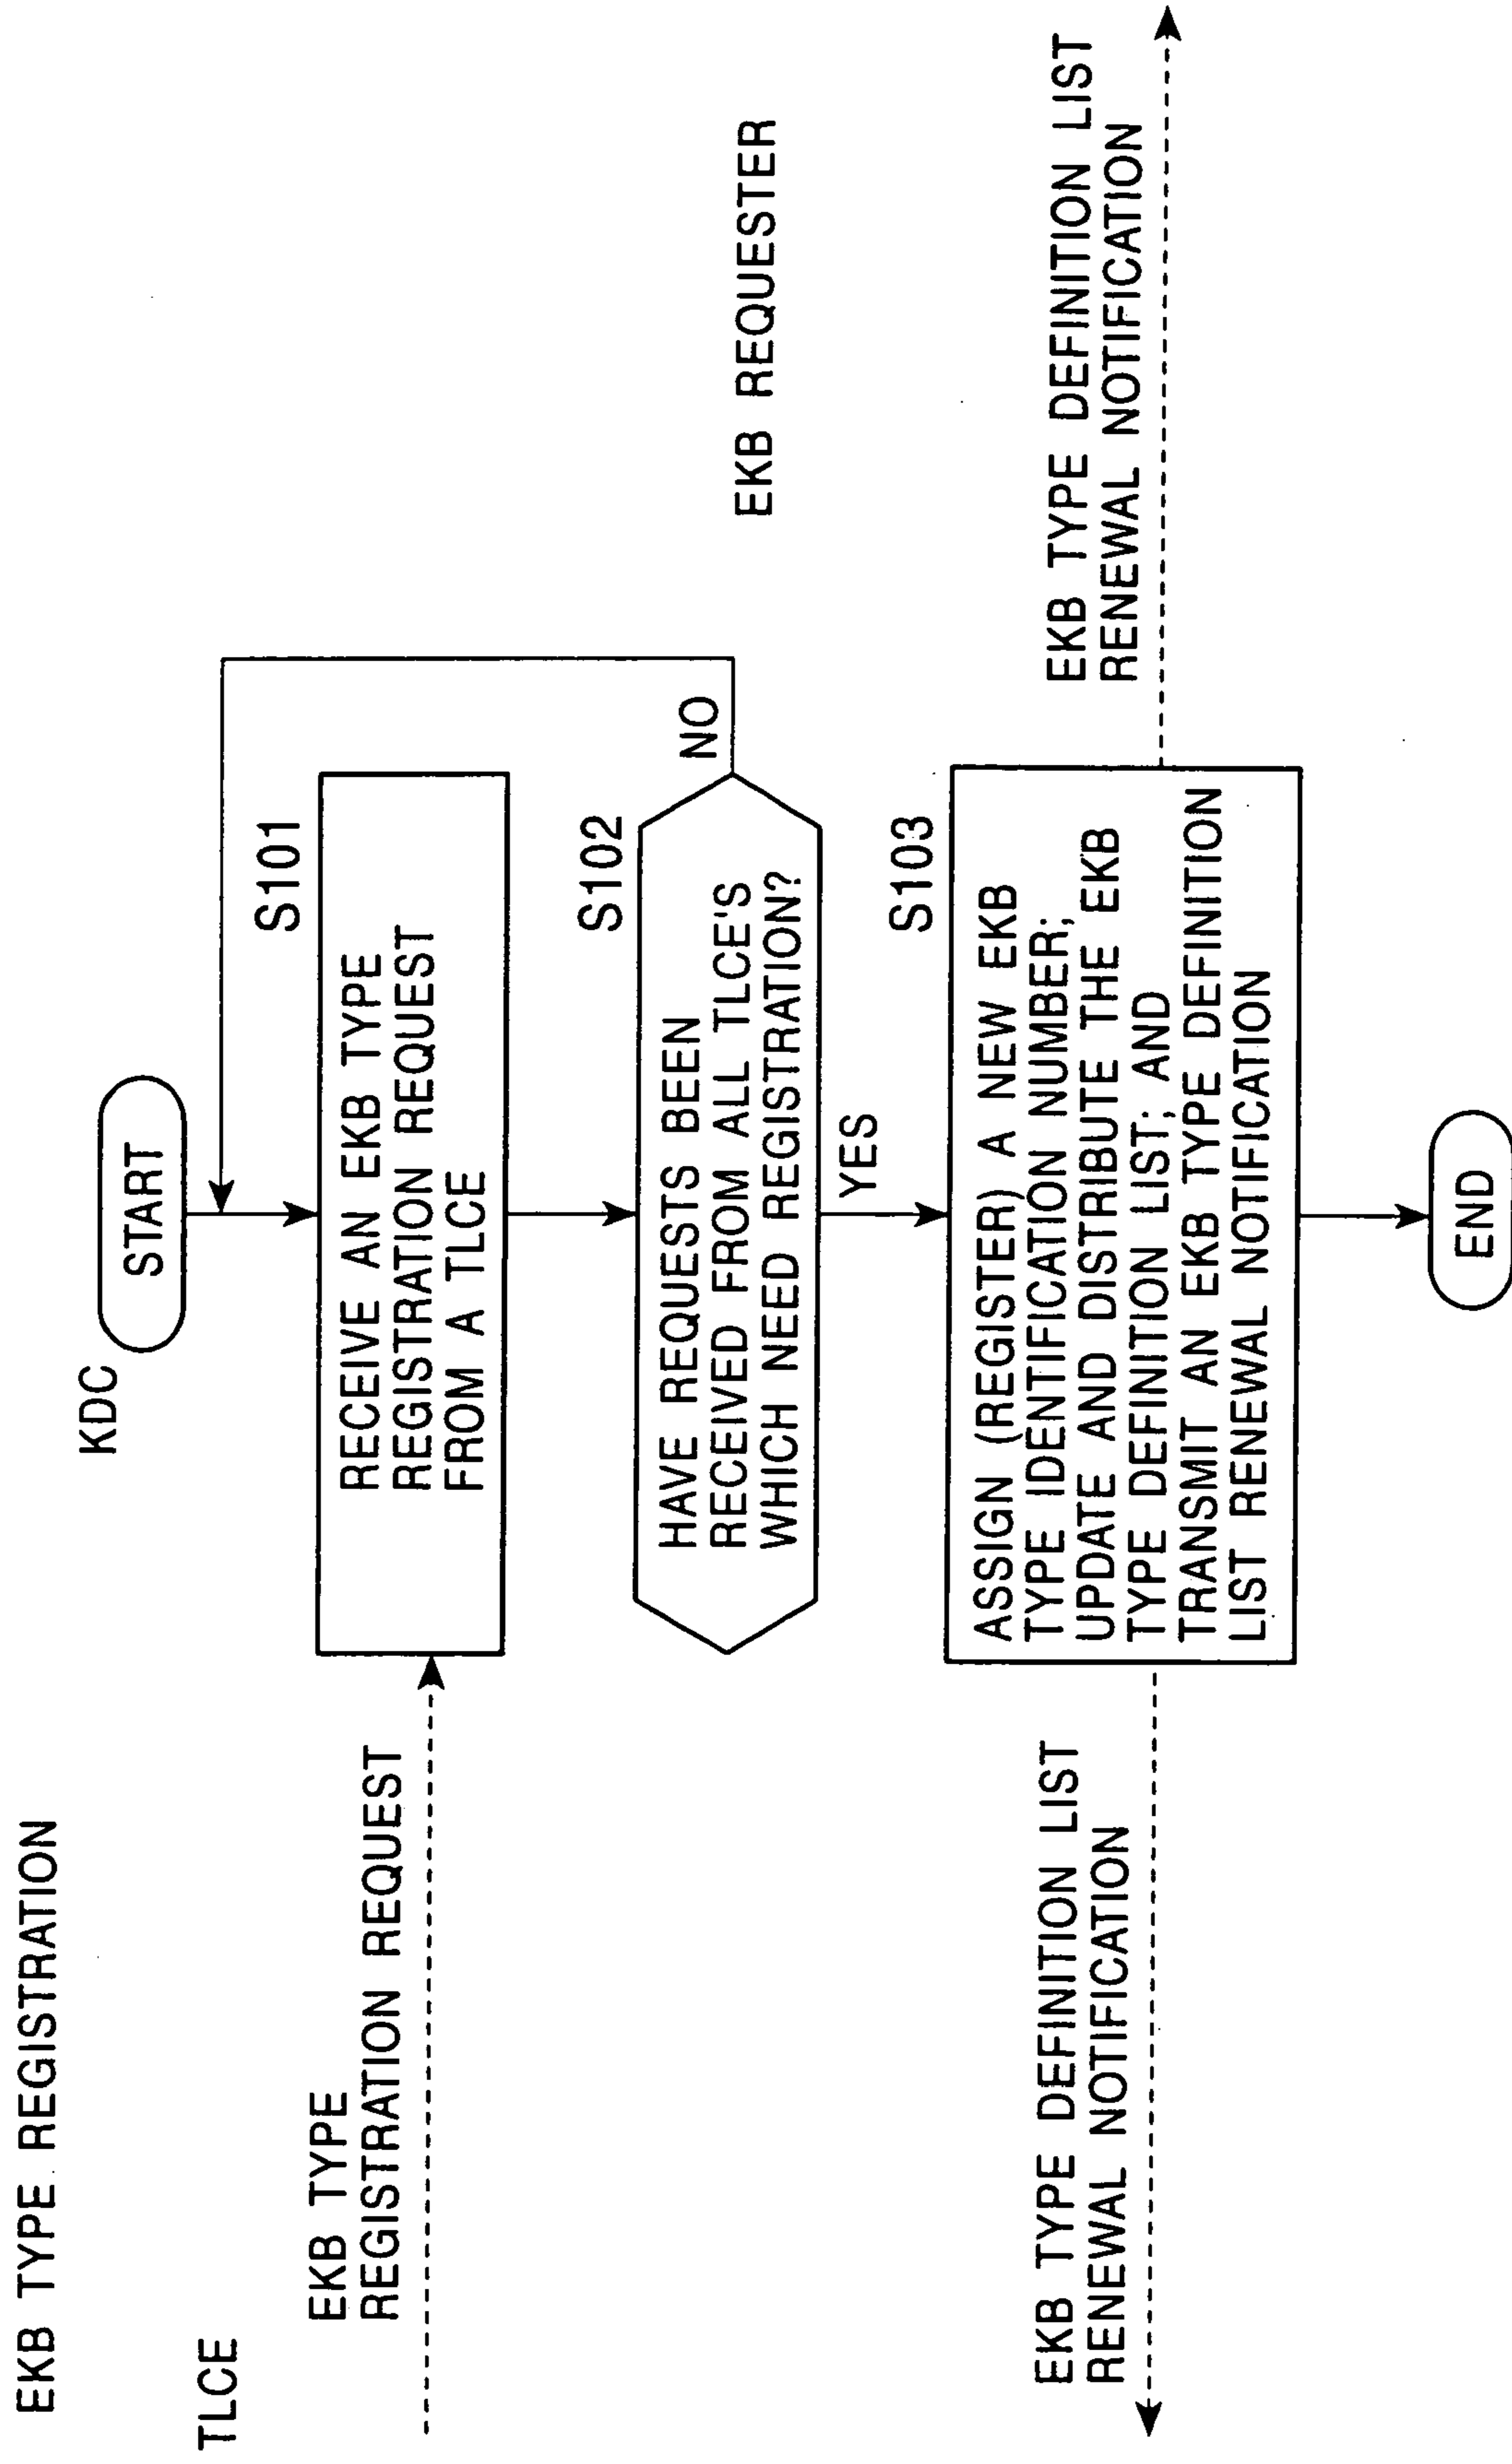 EKB TYPE REGISTRATION
TLCE
KDC
EKB REQUESTER
START
S101
EKB TYPE
REGISTRATION REQUEST
RECEIVE AN EKB TYPE
REGISTRATION REQUEST
FROM A TLCE
S102
HAVE REQUESTS BEEN
RECEIVED FROM ALL TLCE'S
WHICH NEED REGISTRATION?
NO
YES
S103
ASSIGN (REGISTER) A NEW EKB
TYPE IDENTIFICATION NUMBER;
UPDATE AND DISTRIBUTE THE EKB
TYPE DEFINITION LIST; AND
TRANSMIT AN EKB TYPE DEFINITION
LIST RENEWAL NOTIFICATION
EKB TYPE DEFINITION LIST
RENEWAL NOTIFICATION
EKB TYPE DEFINITION LIST
RENEWAL NOTIFICATION
END